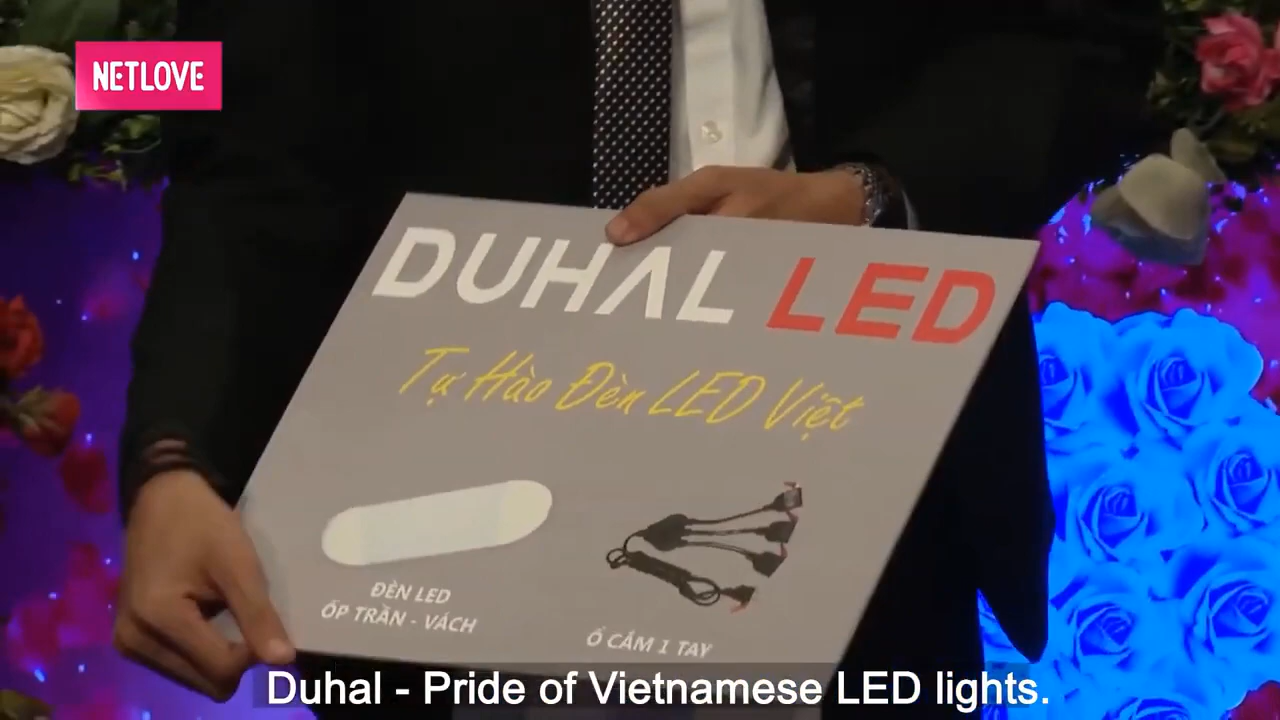 NETLOVE
DUHAL LED
Tự Hào Đèn LED Việt
ĐÈN LED
ỐP TRẦN - VÁCH
Ổ CẮM 1 TAY
Duhal - Pride of Vietnamese LED lights.